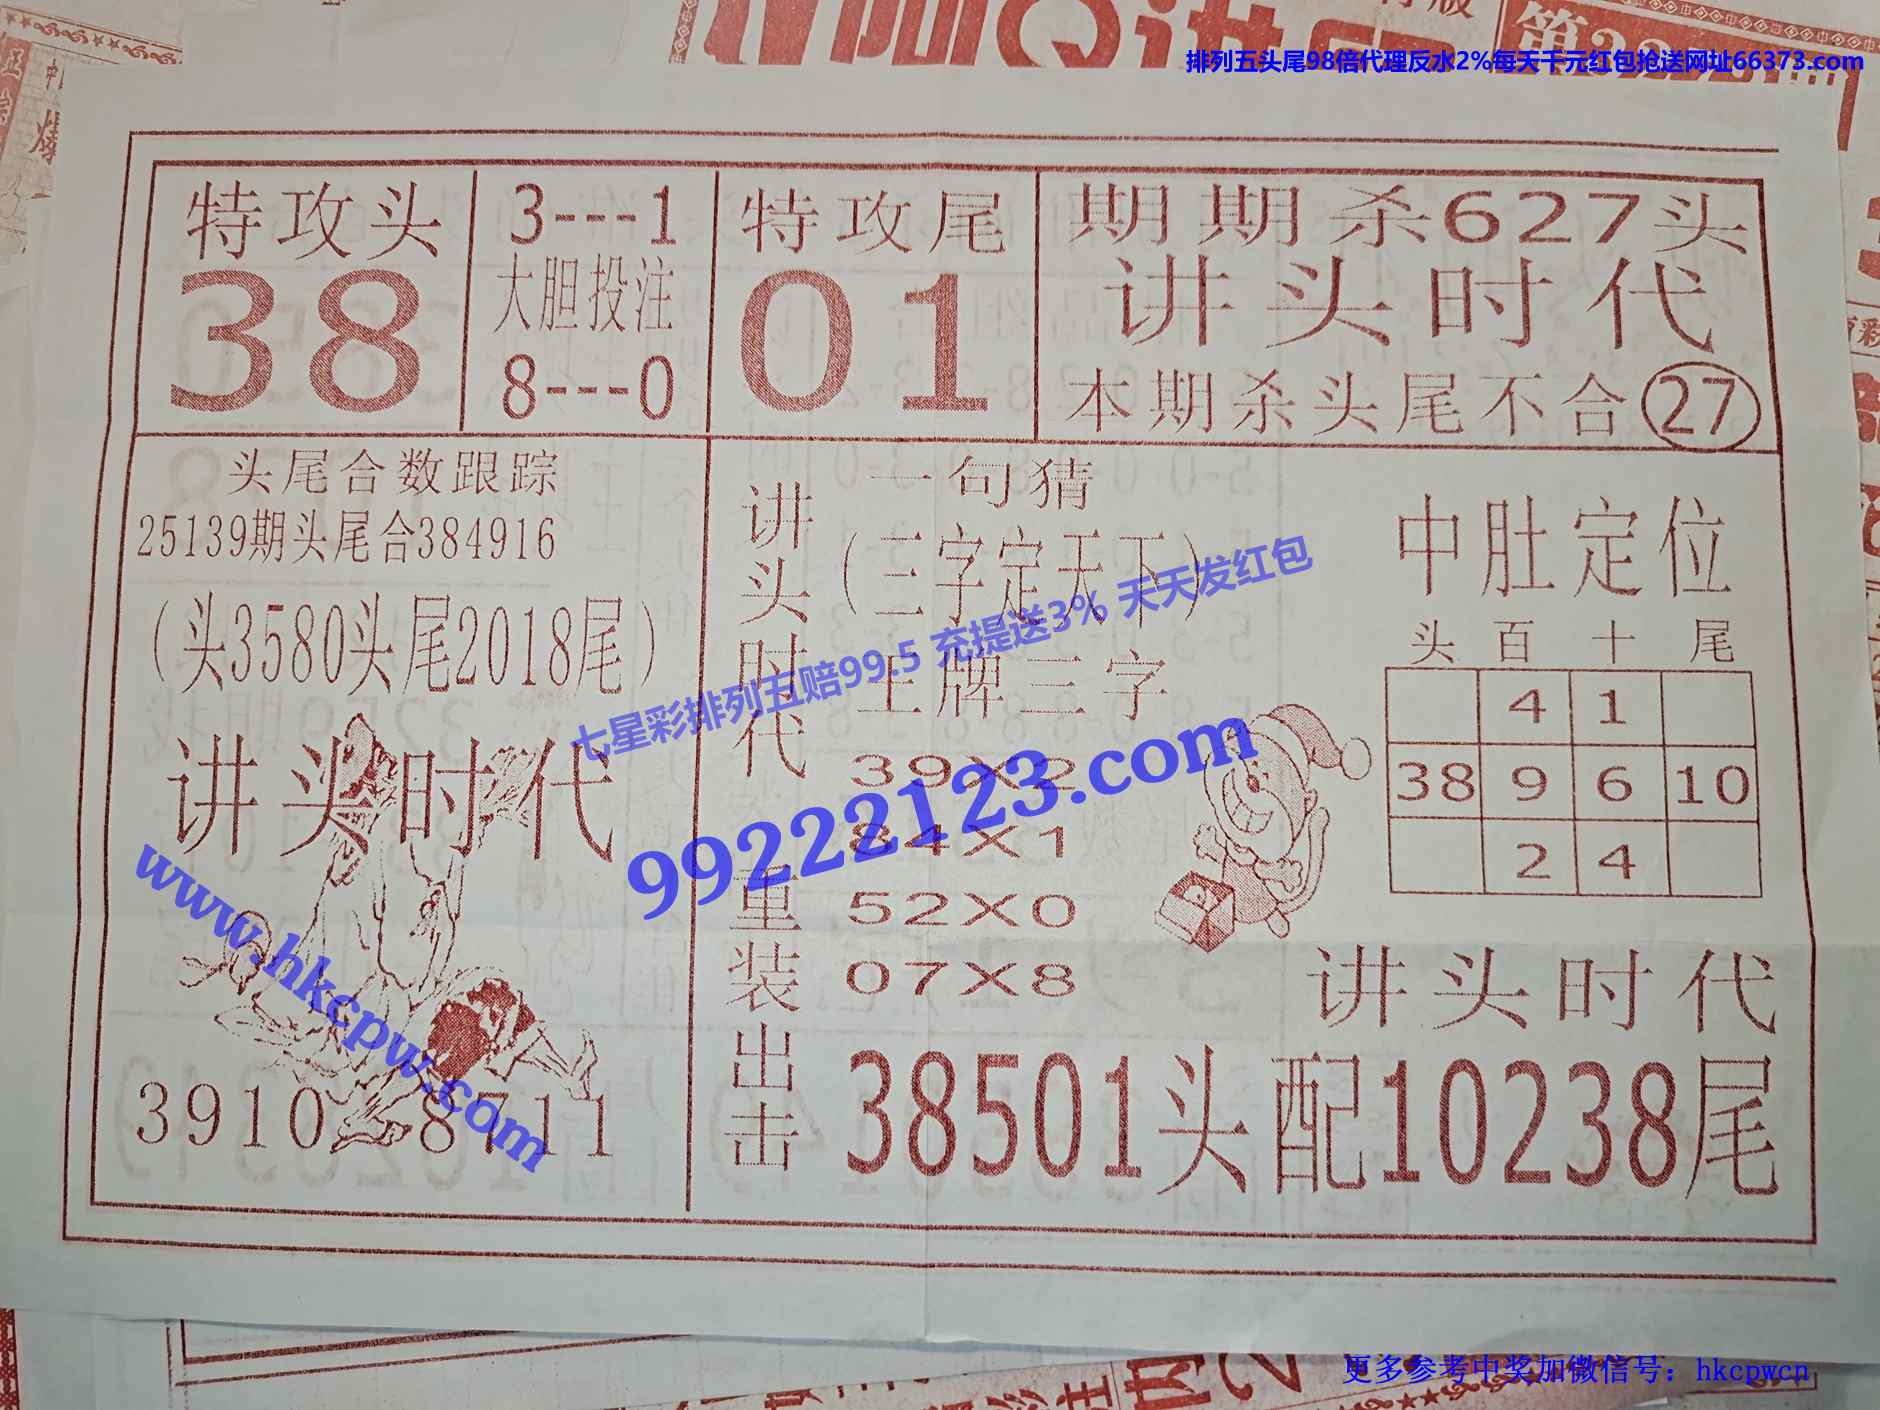 排列五头尾98倍代理反水2%每天千元红包抢送网址66373.com
特攻头
38
3---1
大胆投注
8---0
特攻尾
01
期期杀627头
讲头时代
本期杀头尾不合27
头尾合数跟踪
25139期头尾合384916
(头3580头尾2018尾)
讲头时代
3910 8711
讲头时代
重装出击
一句猜
(三字定天下)
王牌三字
39X2
84X1
52X0
07X8
中肚定位
头 百 十 尾
4 1
38 9 6 10
2 4
讲头时代
38501头配10238尾
七星彩排列五赔99.5 充提送3% 天天发红包
99222123.com
www.hkcpw.com
更多参考中奖加微信号：hkcpwcn